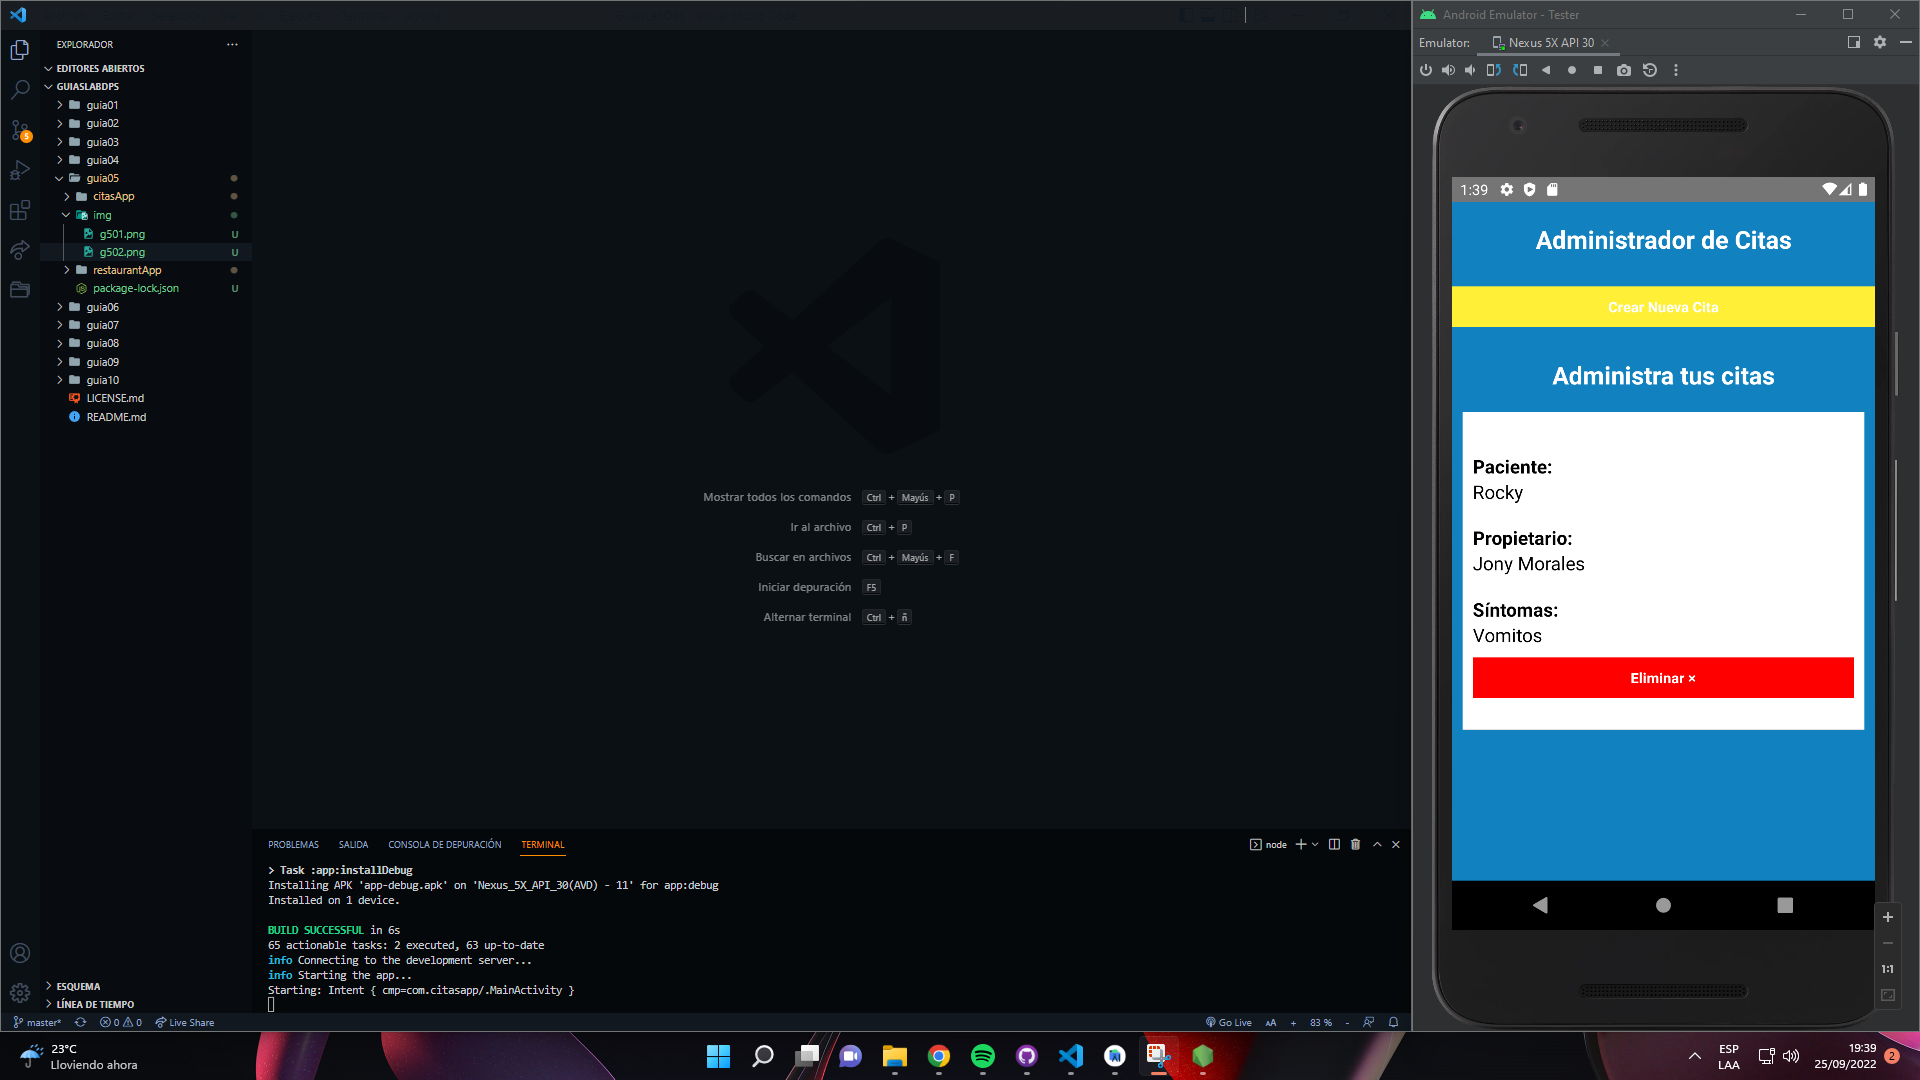 EXPLORADOR
EDITORES ABIERTOS
GUIASLABDPS
guia01
guia02
guia03
guia04
guia05
citasApp
img
g501.png U
g502.png U
restaurantApp
package-lock.json U
guia06
guia07
guia08
guia09
guia10
LICENSE.md
README.md
ESQUEMA
LÍNEA DE TIEMPO
5
Mostrar todos los comandos Ctrl + Mayús + P
Ir al archivo Ctrl + P
Buscar en archivos Ctrl + Mayús + F
Iniciar depuración F5
Alternar terminal Ctrl + ñ
PROBLEMAS SALIDA CONSOLA DE DEPURACIÓN TERMINAL
node
> Task :app:installDebug
Installing APK 'app-debug.apk' on 'Nexus_5X_API_30(AVD) - 11' for app:debug
Installed on 1 device.
BUILD SUCCESSFUL in 6s
65 actionable tasks: 2 executed, 63 up-to-date
info Connecting to the development server...
info Starting the app...
Starting: Intent { cmp=com.citasapp/.MainActivity }
master* 0 0 Live Share
Go Live AA + 83 % -
Android Emulator - Tester
Emulator: Nexus 5X API 30
1:39
Administrador de Citas
Crear Nueva Cita
Administra tus citas
Paciente:
Rocky
Propietario:
Jony Morales
Síntomas:
Vomitos
Eliminar ×
1:1
23°C
Lloviendo ahora
ESP
LAA
19:39
25/09/2022
2